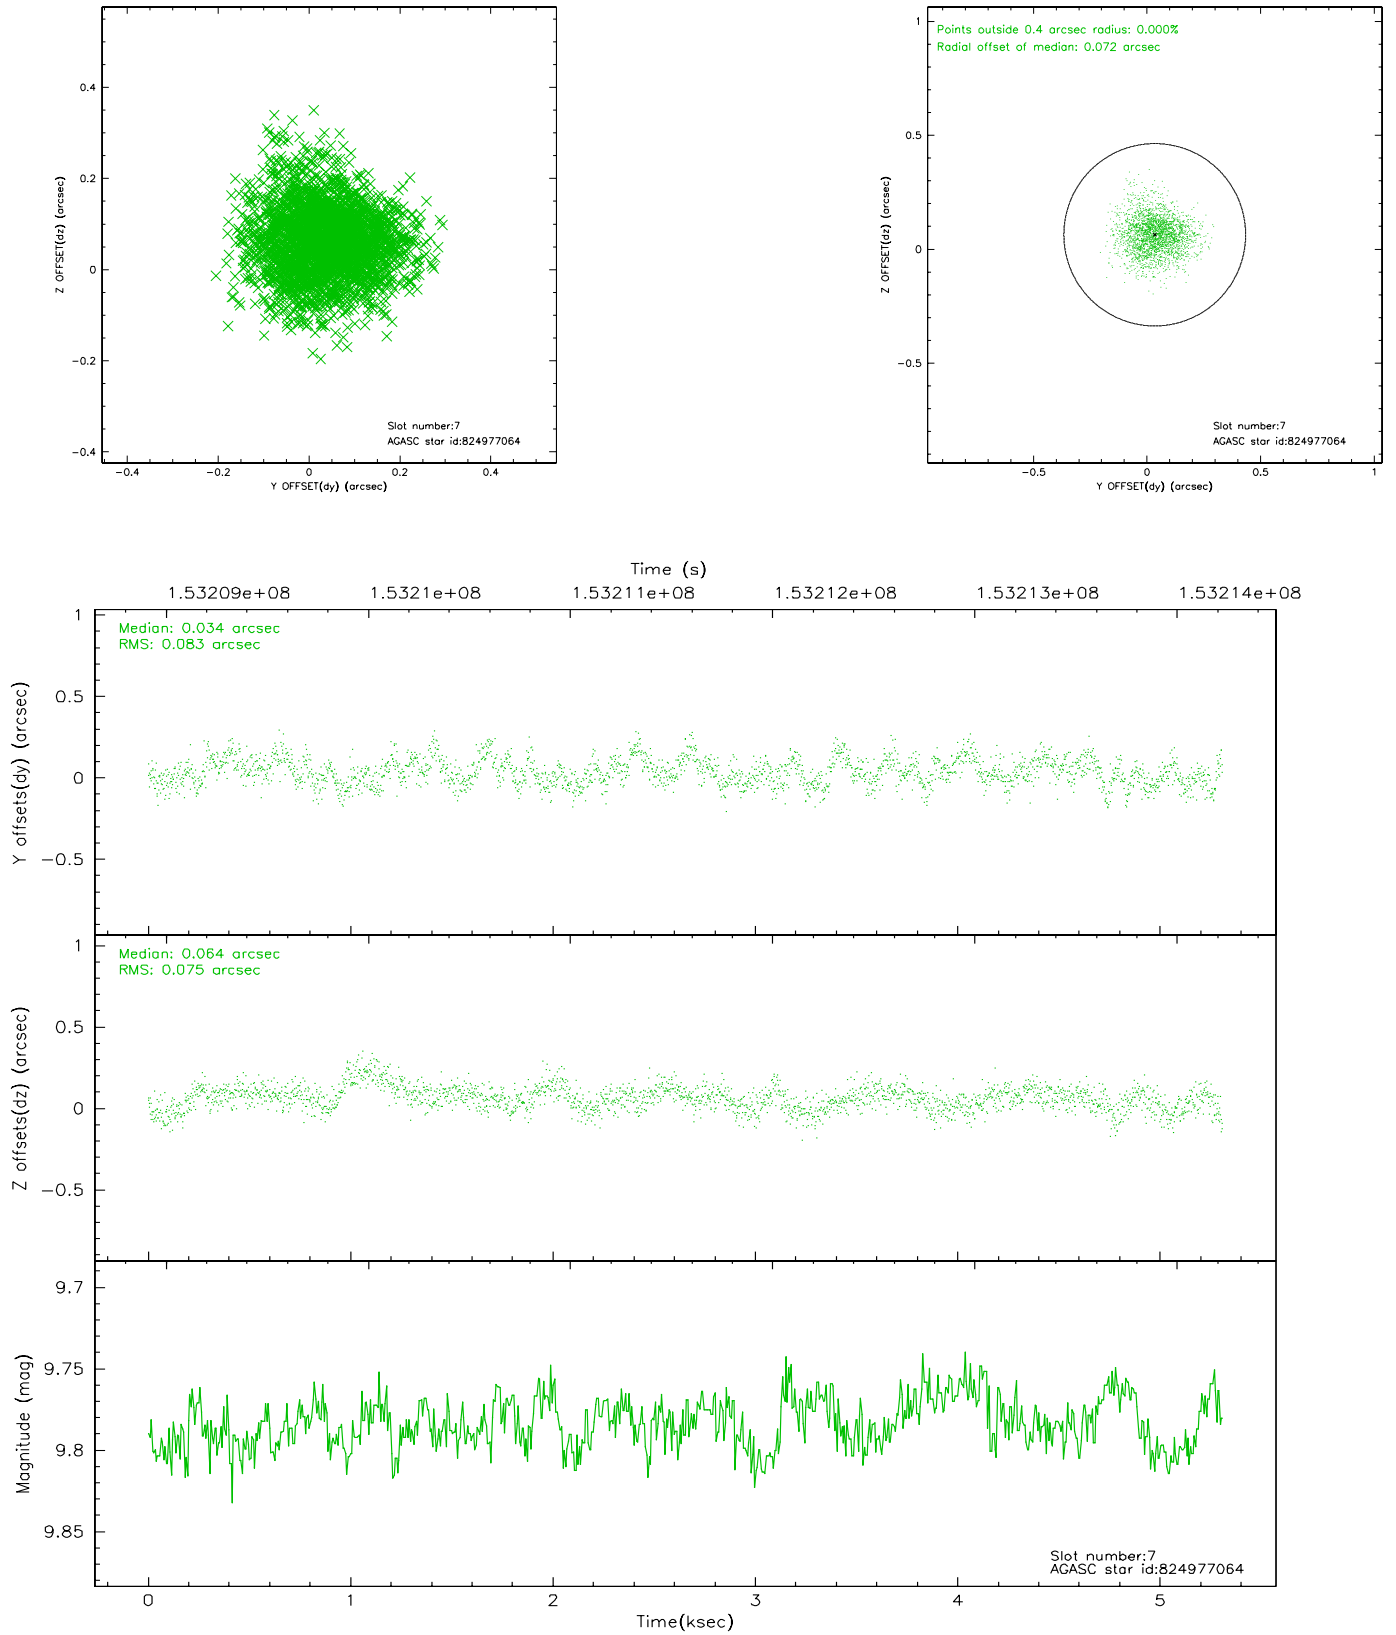 0.4
0.2
0
−0.2
−0.4
Z OFFSET(dz) (arcsec)
Slot number:7
AGASC star id:824977064
−0.4 −0.2 0 0.2 0.4
Y OFFSET(dy) (arcsec)
Points outside 0.4 arcsec radius: 0.000%
Radial offset of median: 0.072 arcsec
1
0.5
0
−0.5
Z OFFSET(dz) (arcsec)
Slot number:7
AGASC star id:824977064
−0.5 0 0.5 1
Y OFFSET(dy) (arcsec)
Time (s)
1.53209e+08 1.5321e+08 1.53211e+08 1.53212e+08 1.53213e+08 1.53214e+08
Median: 0.034 arcsec
RMS: 0.083 arcsec
1
0.5
0
−0.5
Y offsets(dy) (arcsec)
Median: 0.064 arcsec
RMS: 0.075 arcsec
1
0.5
0
−0.5
Z offsets(dz) (arcsec)
9.7
9.75
9.8
9.85
Magnitude (mag)
Slot number:7
AGASC star id:824977064
0 1 2 3 4 5
Time(ksec)